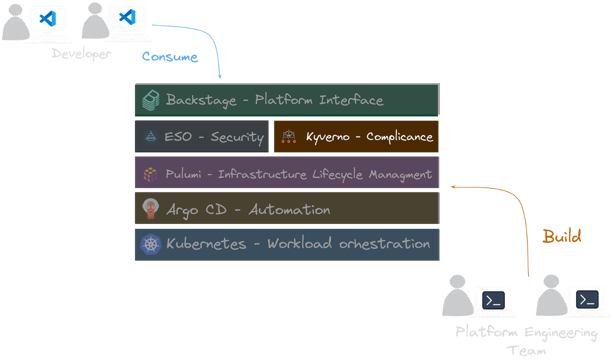 Developer
Consume
Backstage - Platform Interface
ESO - Security
Kyverno - Complicance
Pulumi - Infrastructure Lifecycle Managment
Argo CD - Automation
Kubernetes - Workload orhestration
Build
Platform Engineering
Team